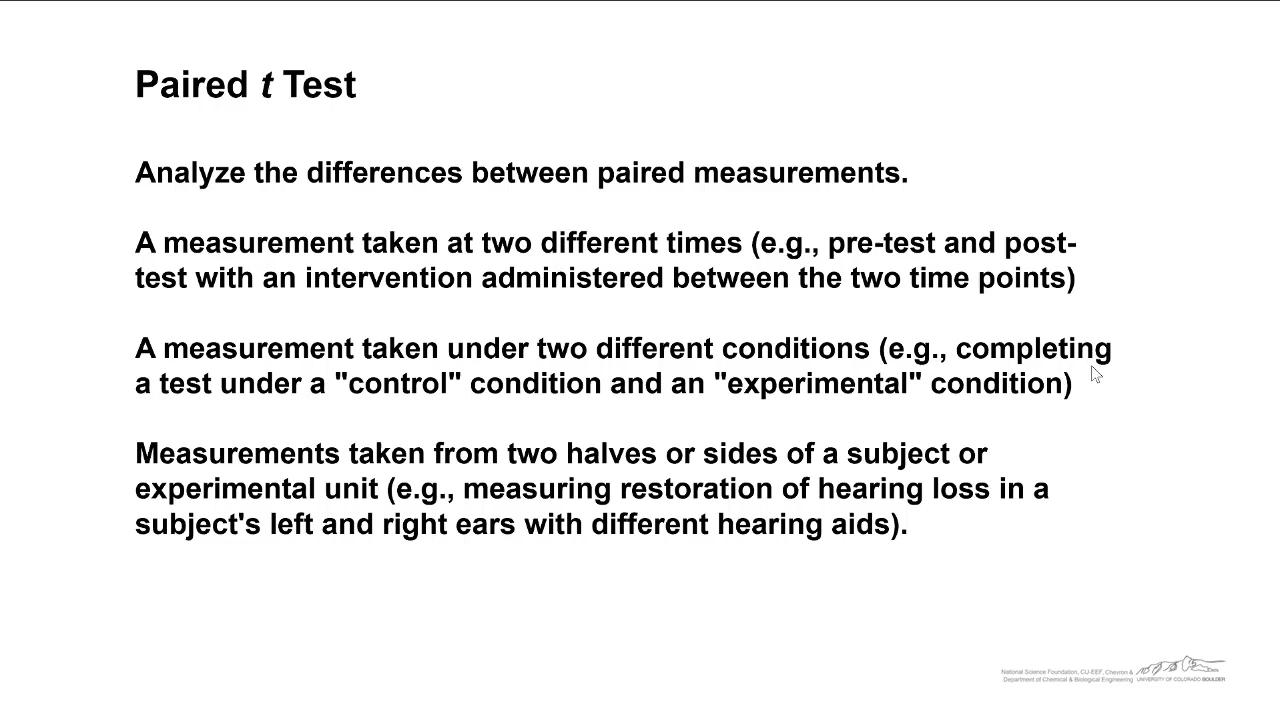 Paired t Test
Analyze the differences between paired measurements.
A measurement taken at two different times (e.g., pre-test and post-
test with an intervention administered between the two time points)
A measurement taken under two different conditions (e.g., completing
a test under a "control" condition and an "experimental" condition)
Measurements taken from two halves or sides of a subject or
experimental unit (e.g., measuring restoration of hearing loss in a
subject's left and right ears with different hearing aids).
National Science Foundation, CU-EEF, Chevron &
Department of Chemical & Biological Engineering
UNIVERSITY OF COLORADO BOULDER